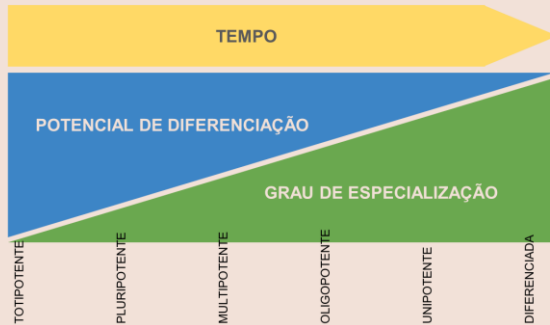 TEMPO
POTENCIAL DE DIFERENCIAÇÃO
GRAU DE ESPECIALIZAÇÃO
TOTIPOTENTE
PLURIPOTENTE
MULTIPOTENTE
OLIGOPOTENTE
UNIPOTENTE
DIFERENCIADA